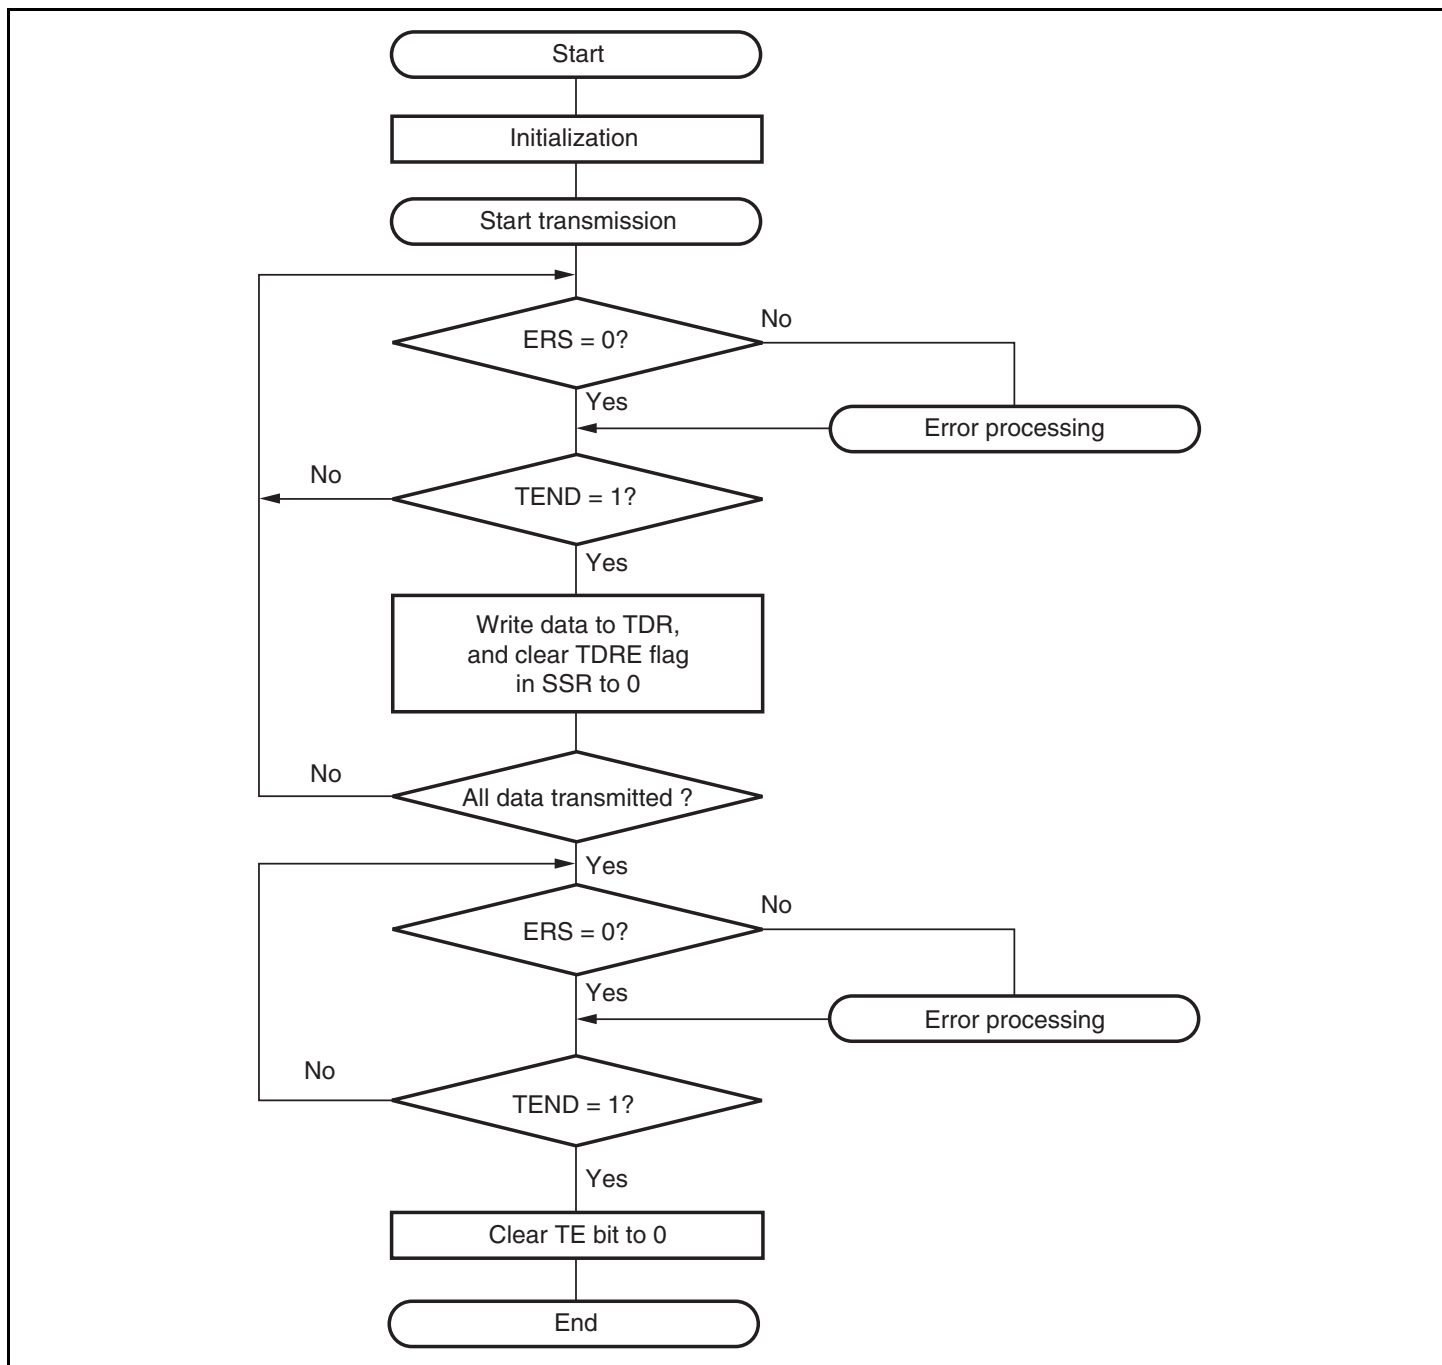 Start
Initialization
Start transmission
ERS = 0?
No
Yes
Error processing
No
TEND = 1?
Yes
Write data to TDR,
and clear TDRE flag
in SSR to 0
No
All data transmitted ?
Yes
ERS = 0?
No
Yes
Error processing
No
TEND = 1?
Yes
Clear TE bit to 0
End